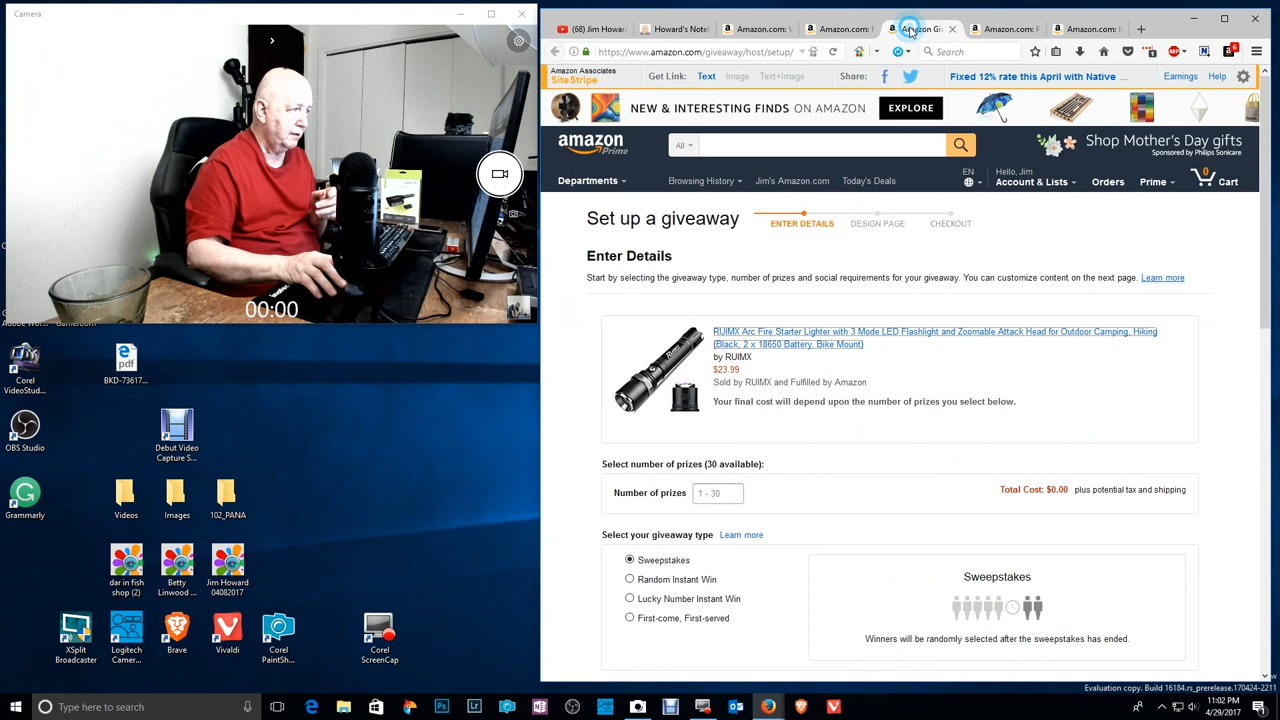 Camera
(68) Jim Howard
Howard's Note
Amazon.com:
Amazon.com:
Amazon Gi
Amazon.com:
Amazon.com:
https://www.amazon.com/giveaway/host/setup/
Search
Amazon Associates
SiteStripe
Get Link:
Text
Image
Text+Image
Share:
Fixed 12% rate this April with Native ...
Earnings
Help
NEW & INTERESTING FINDS ON AMAZON
EXPLORE
amazon
Prime
All
Shop Mother's Day gifts
Sponsored by Philips Sonicare
Departments
Browsing History
Jim's Amazon.com
Today's Deals
EN
Hello, Jim
Account & Lists
Orders
Prime
0
Cart
Set up a giveaway
ENTER DETAILS
DESIGN PAGE
CHECKOUT
Enter Details
Start by selecting the giveaway type, number of prizes and social requirements for your giveaway. You can customize content on the next page. Learn more
RUIMX Arc Fire Starter Lighter with 3 Mode LED Flashlight and Zoomable Attack Head for Outdoor Camping, Hiking
(Black, 2 x 18650 Battery, Bike Mount)
by RUIMX
$23.99
Sold by RUIMX and Fulfilled by Amazon
Your final cost will depend upon the number of prizes you select below.
Select number of prizes (30 available):
Number of prizes
1 - 30
Total Cost: $0.00 plus potential tax and shipping
Select your giveaway type Learn more
Sweepstakes
Random Instant Win
Lucky Number Instant Win
First-come, First-served
Sweepstakes
Winners will be randomly selected after the sweepstakes has ended.
00:00
Corel
VideoStud...
BKD-73617...
OBS Studio
Debut Video
Capture S...
Grammarly
Videos
Images
102_PANA
dar in fish
shop (2)
Betty
Linwood ...
Jim Howard
04082017
XSplit
Broadcaster
Logitech
Camer...
Brave
Vivaldi
Corel
PaintSh...
Corel
ScreenCap
Evaluation copy. Build 16184.rs_prerelease.170424-2211
Type here to search
11:02 PM
4/29/2017